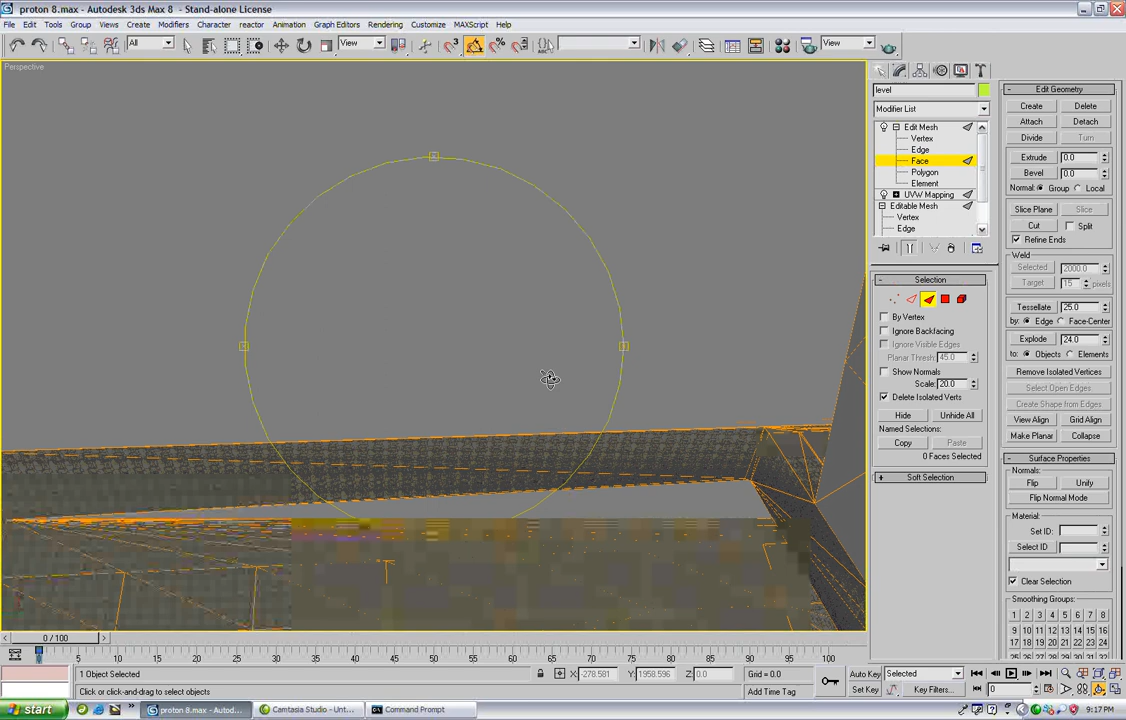 proton 8.max - Autodesk 3ds Max 8 - Stand-alone License
File Edit Tools Group Views Create Modifiers Character reactor Animation Graph Editors Rendering Customize MAXScript Help
All View View
Perspective
level
Modifier List
Edit Mesh
Vertex
Edge
Face
Polygon
Element
UVW Mapping
Editable Mesh
Vertex
Edge
Selection
By Vertex
Ignore Backfacing
Ignore Visible Edges
Planar Thresh: 45.0
Show Normals
Scale: 20.0
Delete Isolated Verts
Hide Unhide All
Named Selections:
Copy Paste
0 Faces Selected
Soft Selection
Edit Geometry
Create Delete
Attach Detach
Divide Turn
Extrude 0.0
Bevel 0.0
Normal: Group Local
Slice Plane Slice
Cut Split
Refine Ends
Weld
Selected 2000.0
Target 15 pixels
Tessellate 25.0
by: Edge Face-Center
Explode 24.0
to: Objects Elements
Remove Isolated Vertices
Select Open Edges
Create Shape from Edges
View Align Grid Align
Make Planar Collapse
Surface Properties
Normals:
Flip Unify
Flip Normal Mode
Material:
Set ID:
Select ID
Clear Selection
Smoothing Groups:
1 2 3 4 5 6 7 8
9 10 11 12 13 14 15 16
17 18 19 20 21 22 23 24
0 / 100
5 10 15 20 25 30 35 40 45 50 55 60 65 70 75 80 85 90 95 100
1 Object Selected X: -278.581 Y: 1958.596 Z: 0.0 Grid = 0.0 Auto Key Selected
Click or click-and-drag to select objects Add Time Tag Set Key Key Filters... 0
start proton 8.max - Autod... Camtasia Studio - Unt... Command Prompt 9:17 PM